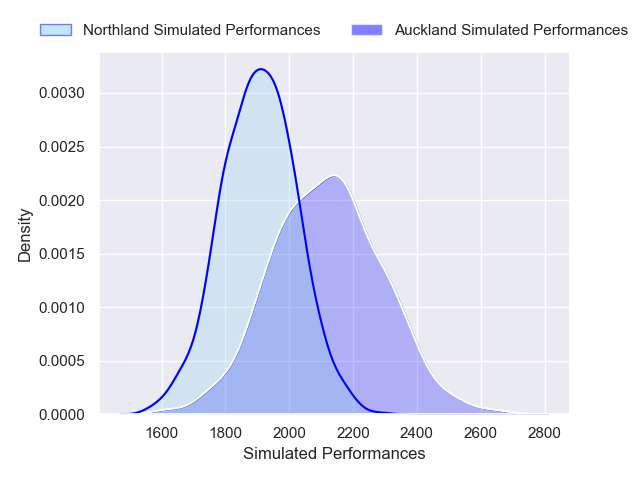 Northland Simulated Performances Auckland Simulated Performances
0.0030
0.0025
0.0020
0.0015
0.0010
0.0005
0.0000
Density
1600 1800 2000 2200 2400 2600 2800
Simulated Performances